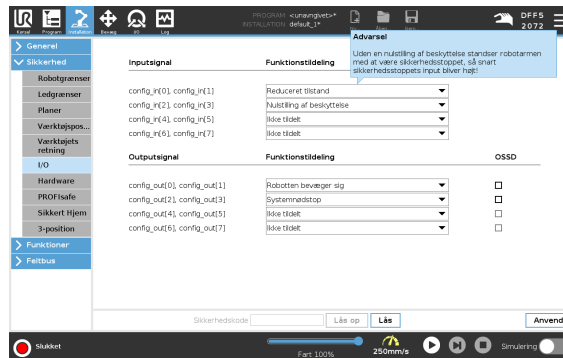 PROGRAM <unavngivet>*
INSTALLATION default_1*
DFF5
2072
Kørsel
Program
Installation
Bevæg
I/O
Log
Advarsel
Uden en nulstilling af beskyttelse standser robotarmen
med at være sikkerhedsstoppet, så snart
sikkerhedsstoppets input bliver højt!
Generel
Sikkerhed
Robotgrænser
Ledgrænser
Planer
Værktøjspos...
Værktøjets
retning
I/O
Hardware
PROFIsafe
Sikkert Hjem
3-position
Funktioner
Feltbus
Inputsignal
Funktionstildeling
config_in[0], config_in[1]
Reduceret tilstand
config_in[2], config_in[3]
Nulstilling af beskyttelse
config_in[4], config_in[5]
Ikke tildelt
config_in[6], config_in[7]
Ikke tildelt
Outputsignal
Funktionstildeling
OSSD
config_out[0], config_out[1]
Robotten bevæger sig
config_out[2], config_out[3]
Systemnødstop
config_out[4], config_out[5]
Ikke tildelt
config_out[6], config_out[7]
Ikke tildelt
Sikkerhedskode
Lås op
Lås
Anvend
Slukket
Fart 100%
250mm/s
Simulering